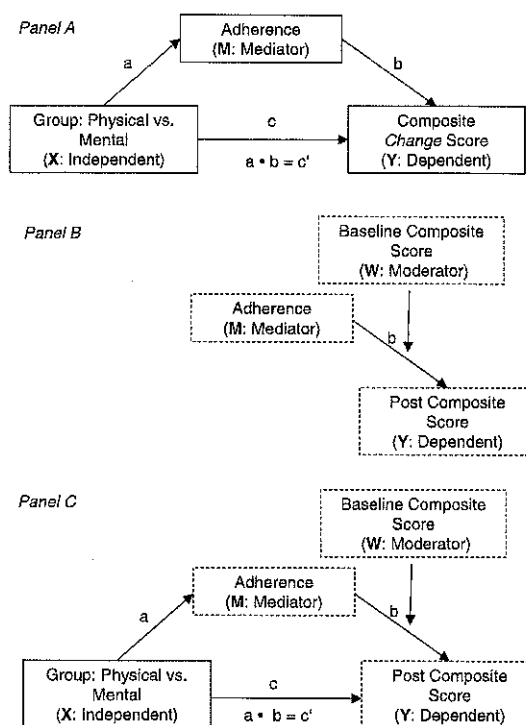 Panel A
Adherence
(M: Mediator)
a
b
Group: Physical vs.
Mental
(X: Independent)
c
a • b = c'
Composite
Change Score
(Y: Dependent)
Panel B
Baseline Composite
Score
(W: Moderator)
Adherence
(M: Mediator)
b
Post Composite
Score
(Y: Dependent)
Panel C
Baseline Composite
Score
(W: Moderator)
Adherence
(M: Mediator)
a
b
Group: Physical vs.
Mental
(X: Independent)
c
a • b = c'
Post Composite
Score
(Y: Dependent)